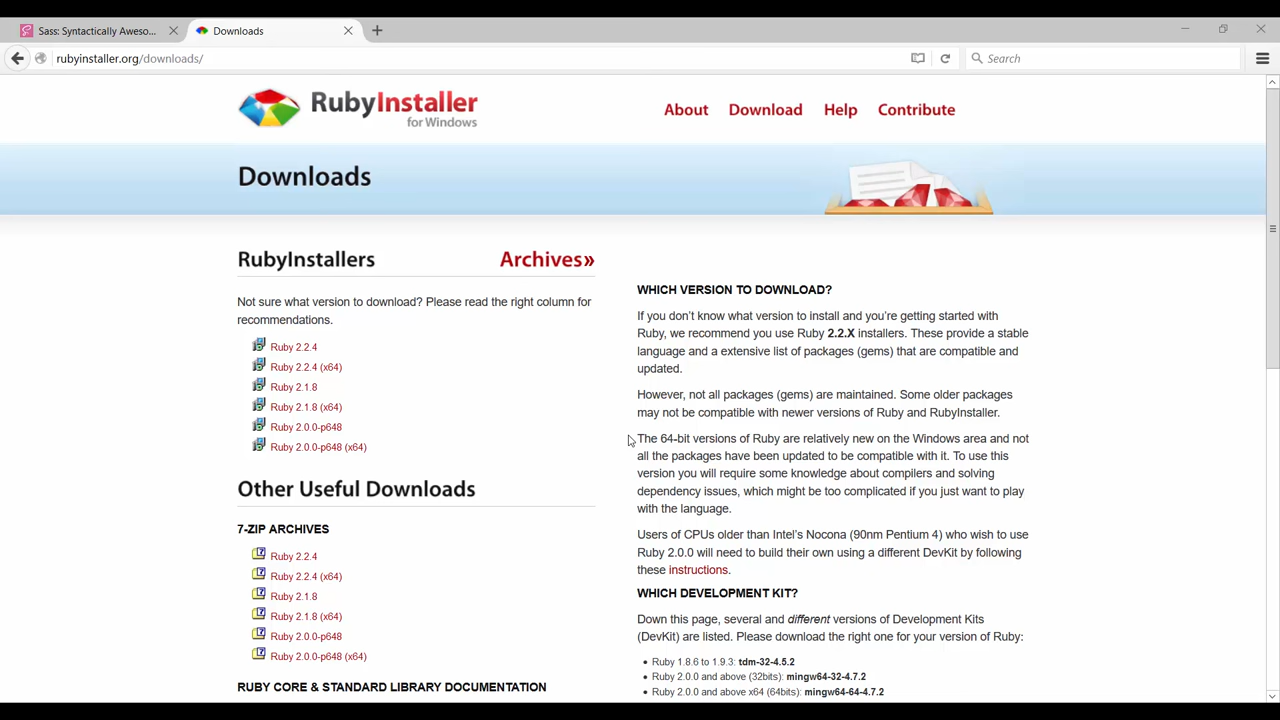 Sass: Syntactically Aweso...
Downloads
rubyinstaller.org/downloads/
Search
RubyInstaller
for Windows
About Download Help Contribute
Downloads
RubyInstallers Archives»
Not sure what version to download? Please read the right column for
recommendations.
Ruby 2.2.4
Ruby 2.2.4 (x64)
Ruby 2.1.8
Ruby 2.1.8 (x64)
Ruby 2.0.0-p648
Ruby 2.0.0-p648 (x64)
Other Useful Downloads
7-ZIP ARCHIVES
Ruby 2.2.4
Ruby 2.2.4 (x64)
Ruby 2.1.8
Ruby 2.1.8 (x64)
Ruby 2.0.0-p648
Ruby 2.0.0-p648 (x64)
RUBY CORE & STANDARD LIBRARY DOCUMENTATION
WHICH VERSION TO DOWNLOAD?
If you don't know what version to install and you're getting started with
Ruby, we recommend you use Ruby 2.2.X installers. These provide a stable
language and a extensive list of packages (gems) that are compatible and
updated.
However, not all packages (gems) are maintained. Some older packages
may not be compatible with newer versions of Ruby and RubyInstaller.
The 64-bit versions of Ruby are relatively new on the Windows area and not
all the packages have been updated to be compatible with it. To use this
version you will require some knowledge about compilers and solving
dependency issues, which might be too complicated if you just want to play
with the language.
Users of CPUs older than Intel's Nocona (90nm Pentium 4) who wish to use
Ruby 2.0.0 will need to build their own using a different DevKit by following
these instructions.
WHICH DEVELOPMENT KIT?
Down this page, several and different versions of Development Kits
(DevKit) are listed. Please download the right one for your version of Ruby:
Ruby 1.8.6 to 1.9.3: tdm-32-4.5.2
Ruby 2.0.0 and above (32bits): mingw64-32-4.7.2
Ruby 2.0.0 and above x64 (64bits): mingw64-64-4.7.2